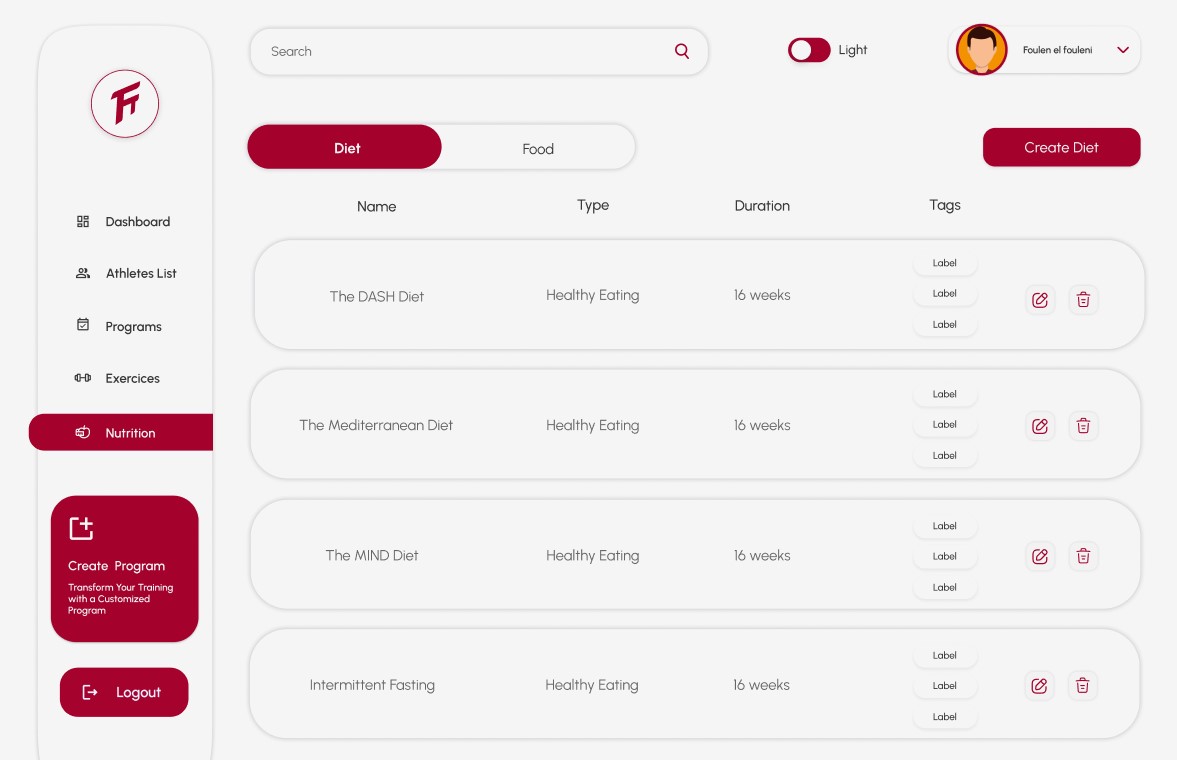 Search
Light
Foulen el fouleni
Diet
Food
Create Diet
Name
Type
Duration
Tags
Dashboard
Athletes List
Programs
Exercices
Nutrition
Create Program
Transform Your Training
with a Customized
Program
Logout
The DASH Diet
Healthy Eating
16 weeks
Label
Label
Label
The Mediterranean Diet
Healthy Eating
16 weeks
Label
Label
Label
The MIND Diet
Healthy Eating
16 weeks
Label
Label
Label
Intermittent Fasting
Healthy Eating
16 weeks
Label
Label
Label